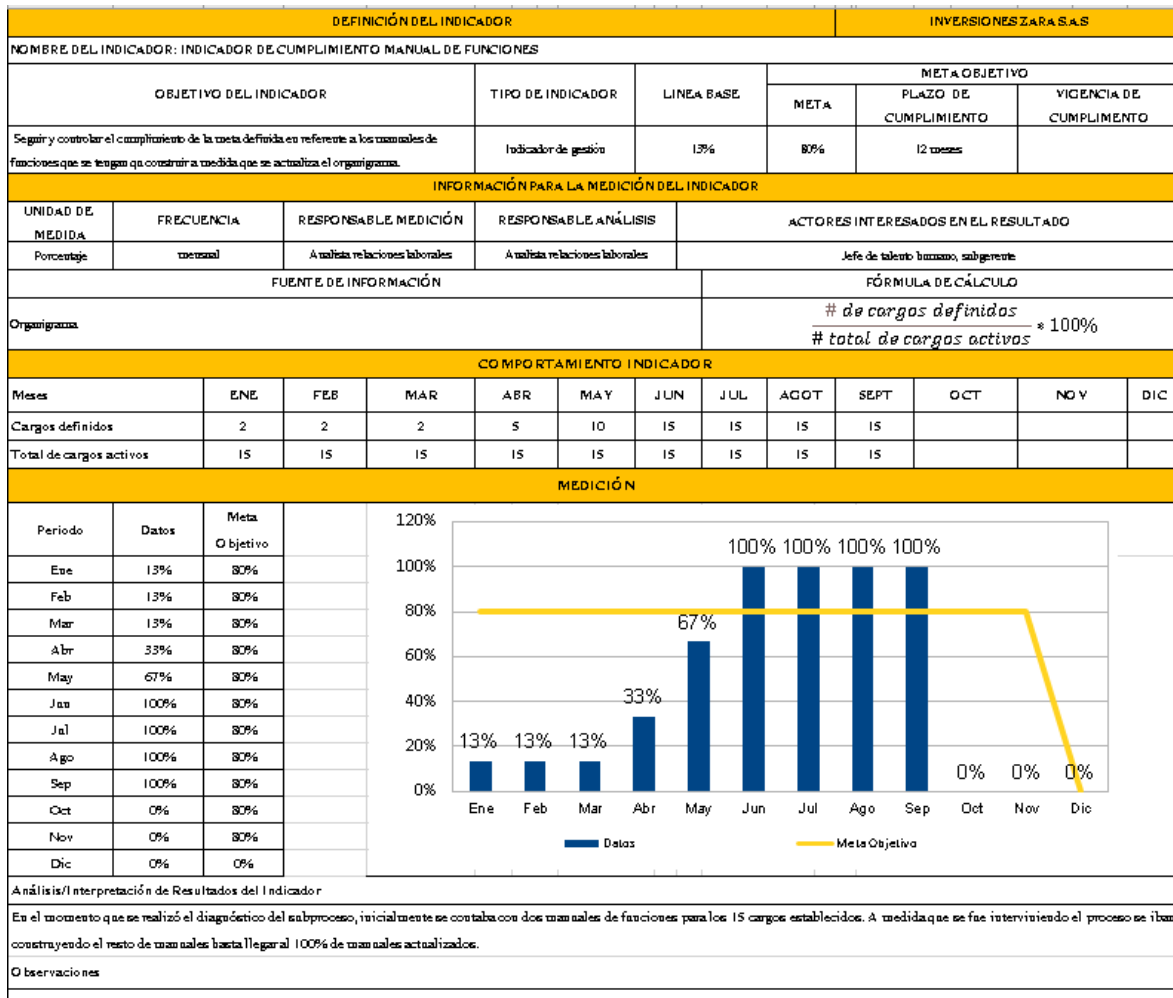 DEFINICIÓN DEL INDICADOR INVERSIONES ZARA S.A.S
NOMBRE DEL INDICADOR: INDICADOR DE CUMPLIMIENTO MANUAL DE FUNCIONES
OBJETIVO DEL INDICADOR TIPO DE INDICADOR LINEA BASE META OBJETIVO
META PLAZO DE CUMPLIMIENTO VIGENCIA DE CUMPLIMENTO
Seguir y controlar el cumplimiento de la meta definida en referente a los manuales de
funciones que se tengan qu construir a medida que se actualiza el organigrama.
Indicador de gestión 13% 80% 12 meses
INFORMACIÓN PARA LA MEDICIÓN DEL INDICADOR
UNIDAD DE MEDIDA FRECUENCIA RESPONSABLE MEDICIÓN RESPONSABLE ANÁLISIS ACTORES INTERESADOS EN EL RESULTADO
Porcentaje mensual Analista relaciones laborales Analista relaciones laborales Jefe de talento humano, subgerente
FUENTE DE INFORMACIÓN FÓRMULA DE CÁLCULO
Organigrama
# de cargos definidos
# total de cargos activos * 100%
COMPORTAMIENTO INDICADOR
Meses ENE FEB MAR ABR MAY JUN JUL AGOT SEPT OCT NOV DIC
Cargos definidos 2 2 2 5 10 15 15 15 15
Total de cargos activos 15 15 15 15 15 15 15 15 15
MEDICIÓN
Periodo Datos Meta Objetivo
Ene 13% 80%
Feb 13% 80%
Mar 13% 80%
Abr 33% 80%
May 67% 80%
Jun 100% 80%
Jul 100% 80%
Ago 100% 80%
Sep 100% 80%
Oct 0% 80%
Nov 0% 80%
Dic 0% 0%
120%
100%
80%
60%
40%
20%
0%
13% 13% 13% 33% 67% 100% 100% 100% 100% 0% 0% 0%
Ene Feb Mar Abr May Jun Jul Ago Sep Oct Nov Dic
Datos Meta Objetivo
Análisis/Interpretación de Resultados del Indicador
En el momento que se realizó el diagnóstico del subproceso, inicialmente se contaba con dos manuales de funciones para los 15 cargos establecidos. A medida que se fue interviniendo el proceso se iban
construyendo el resto de manuales hasta llegar al 100% de manuales actualizados.
Observaciones